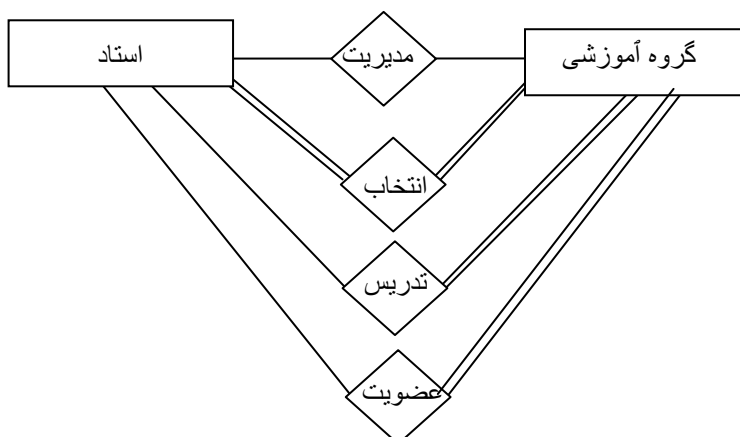 گروه آموزشی
مدیریت
استاد
انتخاب
تدریس
عضویت